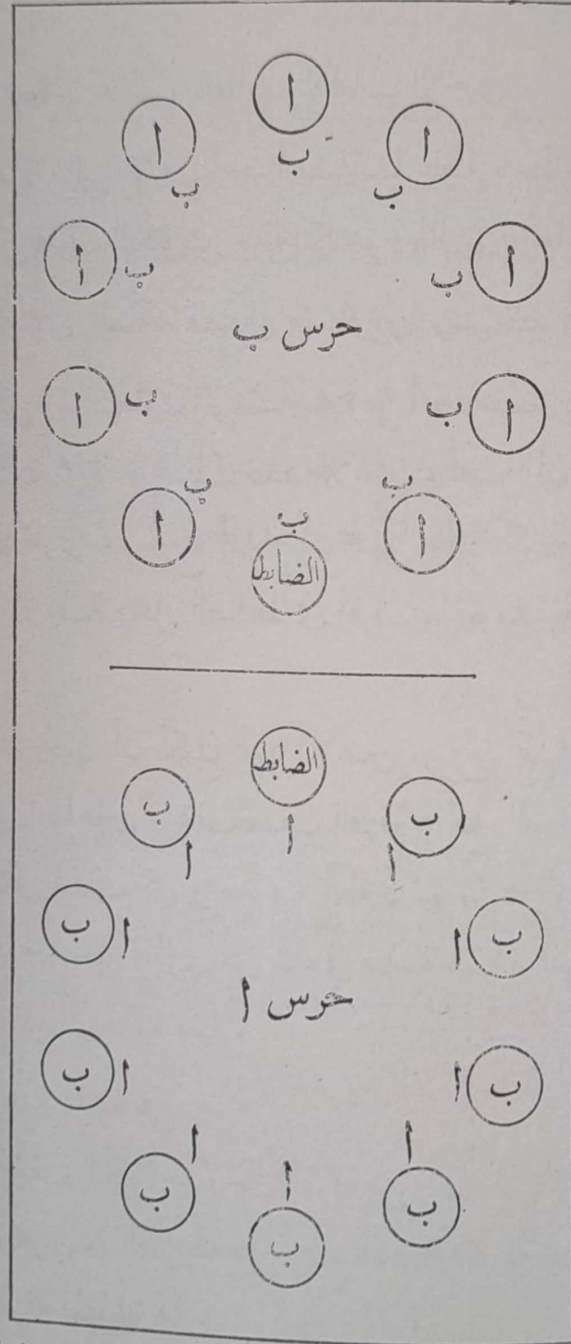 ا
ا ا
ب
ب ب
ا ب ب ا
حرس ب
ا ب ب ا
ب ب
ا ب ا
الضابط
الضابط
ب ب
ا
ا ا
ب ا ا ب
حرس ا
ب ا ا ب
ا ا
ا
ب ب
ب